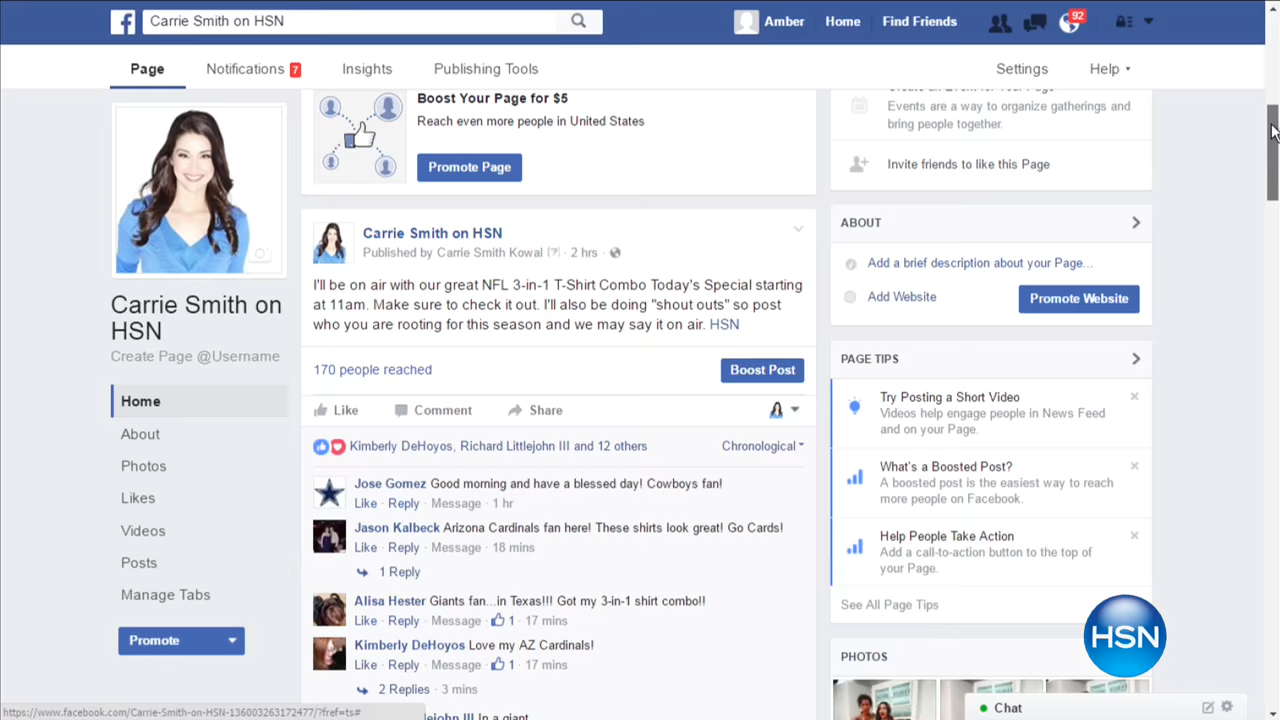 Carrie Smith on HSN
Amber
Home
Find Friends
92
Page
Notifications 7
Insights
Publishing Tools
Settings
Help
Boost Your Page for $5
Reach even more people in United States
Promote Page
Carrie Smith on HSN
Published by Carrie Smith Kowal [?] · 2 hrs ·
I'll be on air with our great NFL 3-in-1 T-Shirt Combo Today's Special starting
at 11am. Make sure to check it out. I'll also be doing "shout outs" so post
who you are rooting for this season and we may say it on air. HSN
170 people reached
Boost Post
Like
Comment
Share
Kimberly DeHoyos, Richard Littlejohn III and 12 others
Chronological
Jose Gomez Good morning and have a blessed day! Cowboys fan!
Like · Reply · Message · 1 hr
Jason Kalbeck Arizona Cardinals fan here! These shirts look great! Go Cards!
Like · Reply · Message · 18 mins
1 Reply
Alisa Hester Giants fan...in Texas!!! Got my 3-in-1 shirt combo!!
Like · Reply · Message · 1 · 17 mins
Kimberly DeHoyos Love my AZ Cardinals!
Like · Reply · Message · 1 · 17 mins
2 Replies · 3 mins
Carrie Smith on
HSN
Create Page @Username
Home
About
Photos
Likes
Videos
Posts
Manage Tabs
Promote
Create an Event for Your Page
Events are a way to organize gatherings and
bring people together.
Invite friends to like this Page
ABOUT
Add a brief description about your Page...
Add Website
Promote Website
PAGE TIPS
Try Posting a Short Video
Videos help engage people in News Feed
and on your Page.
What's a Boosted Post?
A boosted post is the easiest way to reach
more people on Facebook.
Help People Take Action
Add a call-to-action button to the top of
your Page.
See All Page Tips
PHOTOS
HSN
Chat
https://www.facebook.com/Carrie-Smith-on-HSN-136003263172477/?fref=ts#